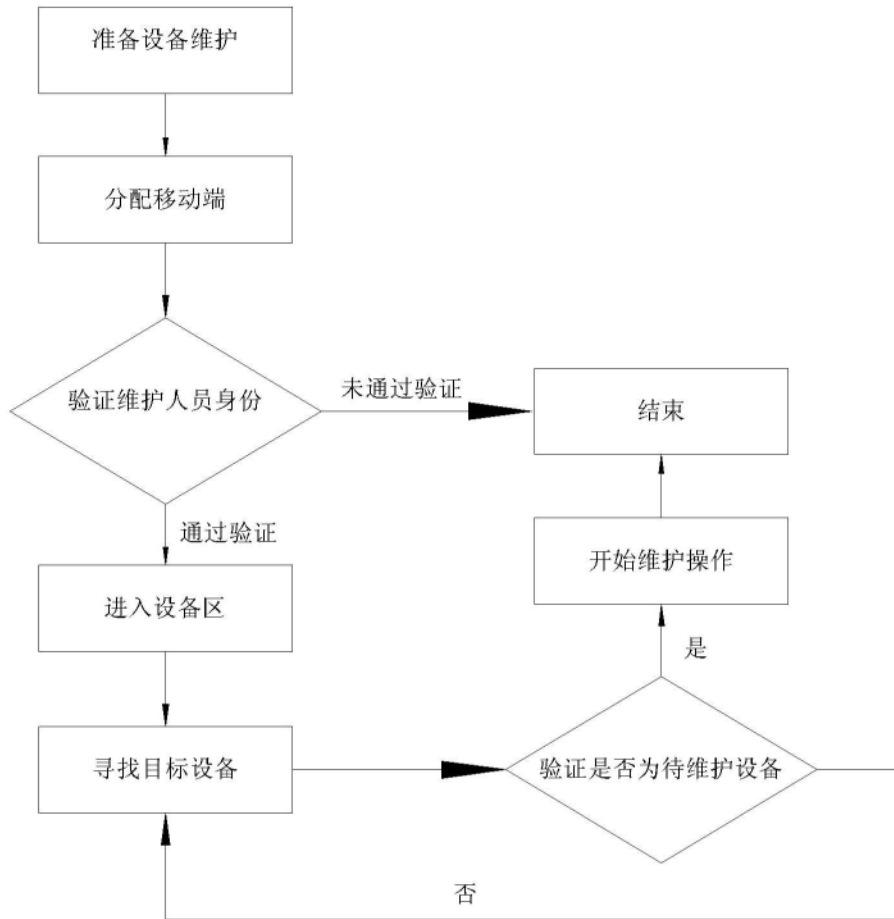 准备设备维护
分配移动端
验证维护人员身份
未通过验证
结束
通过验证
开始维护操作
进入设备区
是
寻找目标设备
验证是否为待维护设备
否